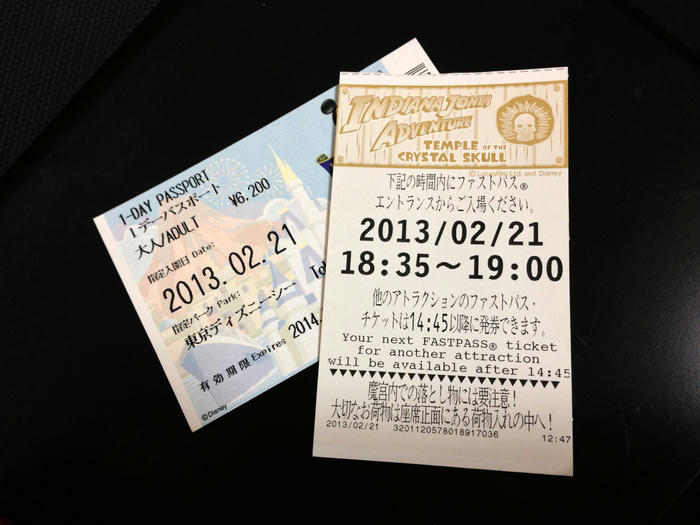 1-DAY PASSPORT
1デーパスポート ¥6,200
大人/ADULT
指定入園日 Date:
2013.02.21
指定パーク Park:
東京ディズニーシー
有効期限 Expires 2014.
©Disney
INDIANA JONES
ADVENTURE
TEMPLE OF THE
CRYSTAL SKULL
©Lucasfilm Ltd. and Disney
下記の時間内にファストパス®
エントランスからご入場ください。
2013/02/21
18:35～19:00
他のアトラクションのファストパス・
チケットは14:45以降に発券できます。
Your next FASTPASS® ticket
for another attraction
will be available after 14:45
▼▼▼▼▼▼▼▼▼▼▼▼▼▼▼▼▼▼▼▼▼▼▼▼
魔宮内での落とし物には要注意!
大切なお荷物は座席正面にある荷物入れの中へ!
2013/02/21 3201120578018917036 12:47